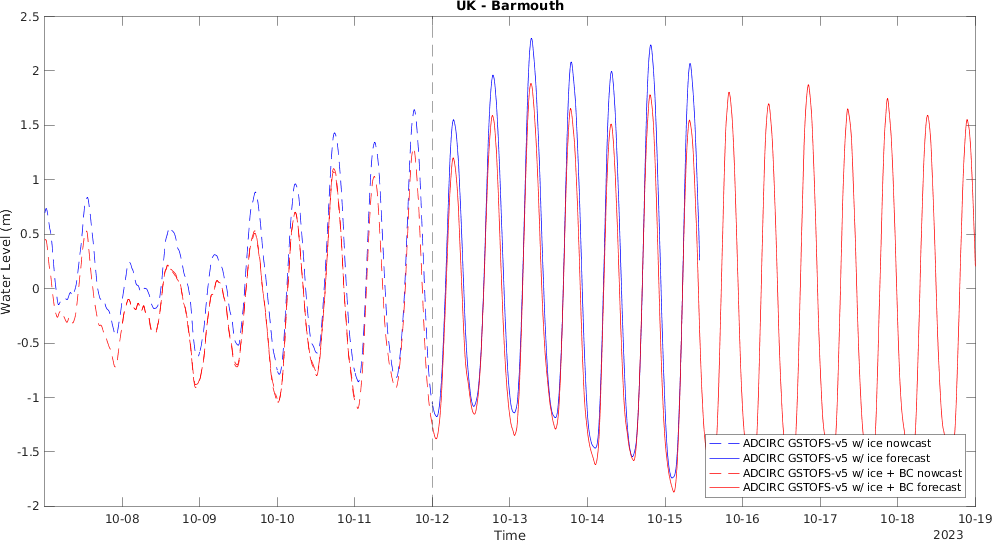 UK - Barmouth
2.5
2
1.5
1
0.5
0
-0.5
-1
-1.5
-2
Water Level (m)
ADCIRC GSTOFS-v5 w/ ice nowcast
ADCIRC GSTOFS-v5 w/ ice forecast
ADCIRC GSTOFS-v5 w/ ice + BC nowcast
ADCIRC GSTOFS-v5 w/ ice + BC forecast
10-08 10-09 10-10 10-11 10-12 10-13 10-14 10-15 10-16 10-17 10-18 10-19
Time
2023